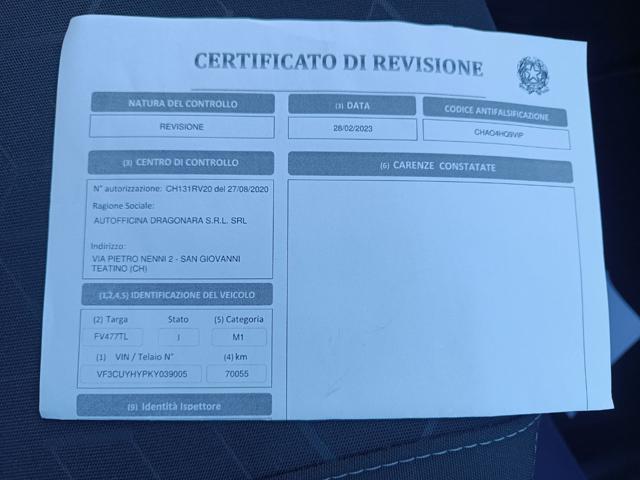 CERTIFICATO DI REVISIONE
NATURA DEL CONTROLLO
REVISIONE
(3) DATA
28/02/2023
CODICE ANTIFALSIFICAZIONE
CHAO4HQ9VIP
(3) CENTRO DI CONTROLLO
N° autorizzazione: CH131RV20 del 27/08/2020
Ragione Sociale:
AUTOFFICINA DRAGONARA S.R.L. SRL
Indirizzo:
VIA PIETRO NENNI 2 - SAN GIOVANNI
TEATINO (CH)
(6) CARENZE CONSTATATE
(1,2,4,5) IDENTIFICAZIONE DEL VEICOLO
(2) Targa Stato (5) Categoria
FV477TL I M1
(1) VIN / Telaio N° (4) km
VF3CUYHYPKY039005 70055
(9) Identità Ispettore